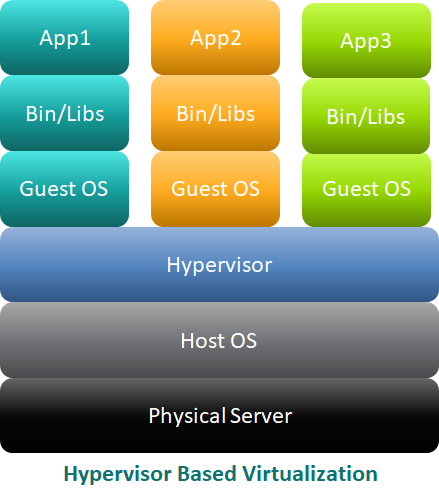 App1
App2
App3
Bin/Libs
Bin/Libs
Bin/Libs
Guest OS
Guest OS
Guest OS
Hypervisor
Host OS
Physical Server
Hypervisor Based Virtualization